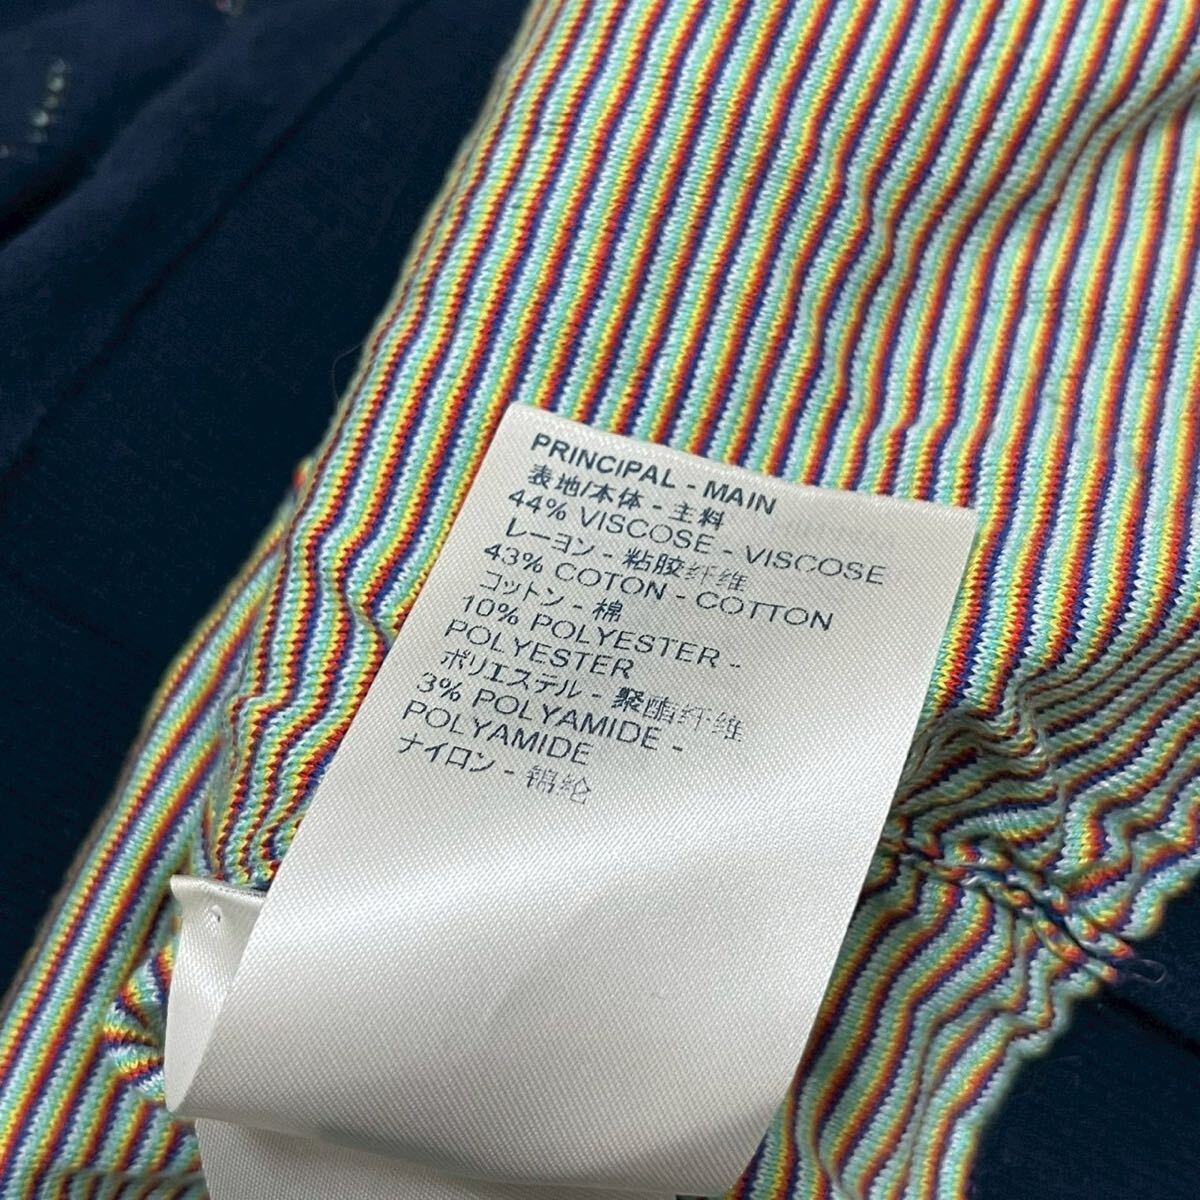 PRINCIPAL - MAIN
表地/本体 - 主料
44% VISCOSE - VISCOSE
レーヨン - 粘胶纤维
43% COTON - COTTON
コットン - 棉
10% POLYESTER -
POLYESTER
ポリエステル - 聚酯纤维
3% POLYAMIDE -
POLYAMIDE
ナイロン - 锦纶